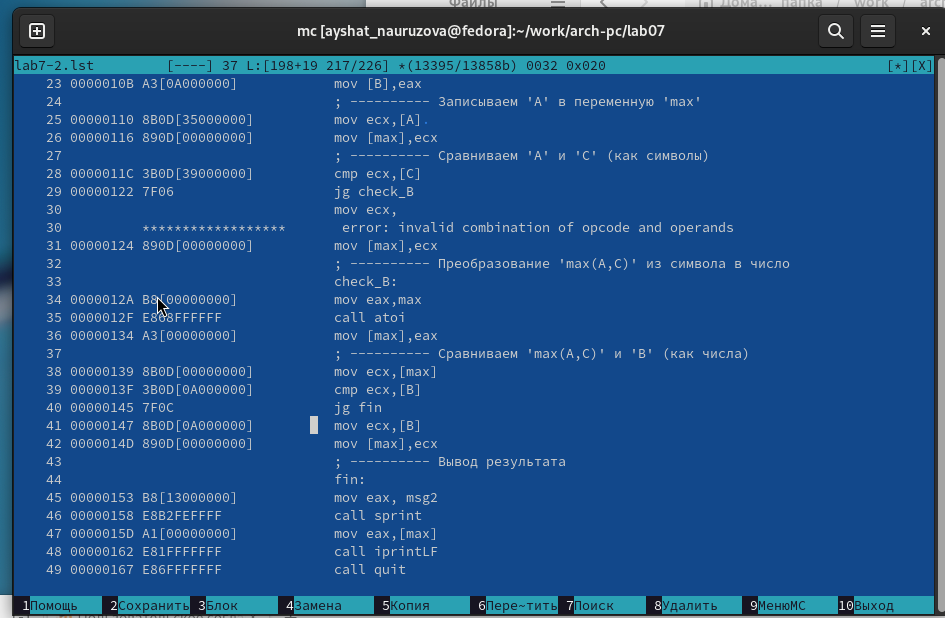 Файлы
mc [ayshat_nauruzova@fedora]:~/work/arch-pc/lab07
lab7-2.lst [----] 37 L:[198+19 217/226] *(13395/13858b) 0032 0x020 [*][X]
23 0000010B A3[0A000000] mov [B],eax
24 ; ---------- Записываем 'A' в переменную 'max'
25 00000110 8B0D[35000000] mov ecx,[A]
26 00000116 890D[00000000] mov [max],ecx
27 ; ---------- Сравниваем 'A' и 'С' (как символы)
28 0000011C 3B0D[39000000] cmp ecx,[C]
29 00000122 7F06 jg check_B
30 mov ecx,
30 ****************** error: invalid combination of opcode and operands
31 00000124 890D[00000000] mov [max],ecx
32 ; ---------- Преобразование 'max(A,C)' из символа в число
33 check_B:
34 0000012A B8[00000000] mov eax,max
35 0000012F E868FFFFFF call atoi
36 00000134 A3[00000000] mov [max],eax
37 ; ---------- Сравниваем 'max(A,C)' и 'B' (как числа)
38 00000139 8B0D[00000000] mov ecx,[max]
39 0000013F 3B0D[0A000000] cmp ecx,[B]
40 00000145 7F0C jg fin
41 00000147 8B0D[0A000000] mov ecx,[B]
42 0000014D 890D[00000000] mov [max],ecx
43 ; ---------- Вывод результата
44 fin:
45 00000153 B8[13000000] mov eax, msg2
46 00000158 E8B2FEFFFF call sprint
47 0000015D A1[00000000] mov eax,[max]
48 00000162 E81FFFFFFF call iprintLF
49 00000167 E86FFFFFFF call quit
1Помощь 2Сохранить 3Блок 4Замена 5Копия 6Пере~тить 7Поиск 8Удалить 9МенюMC 10Выход